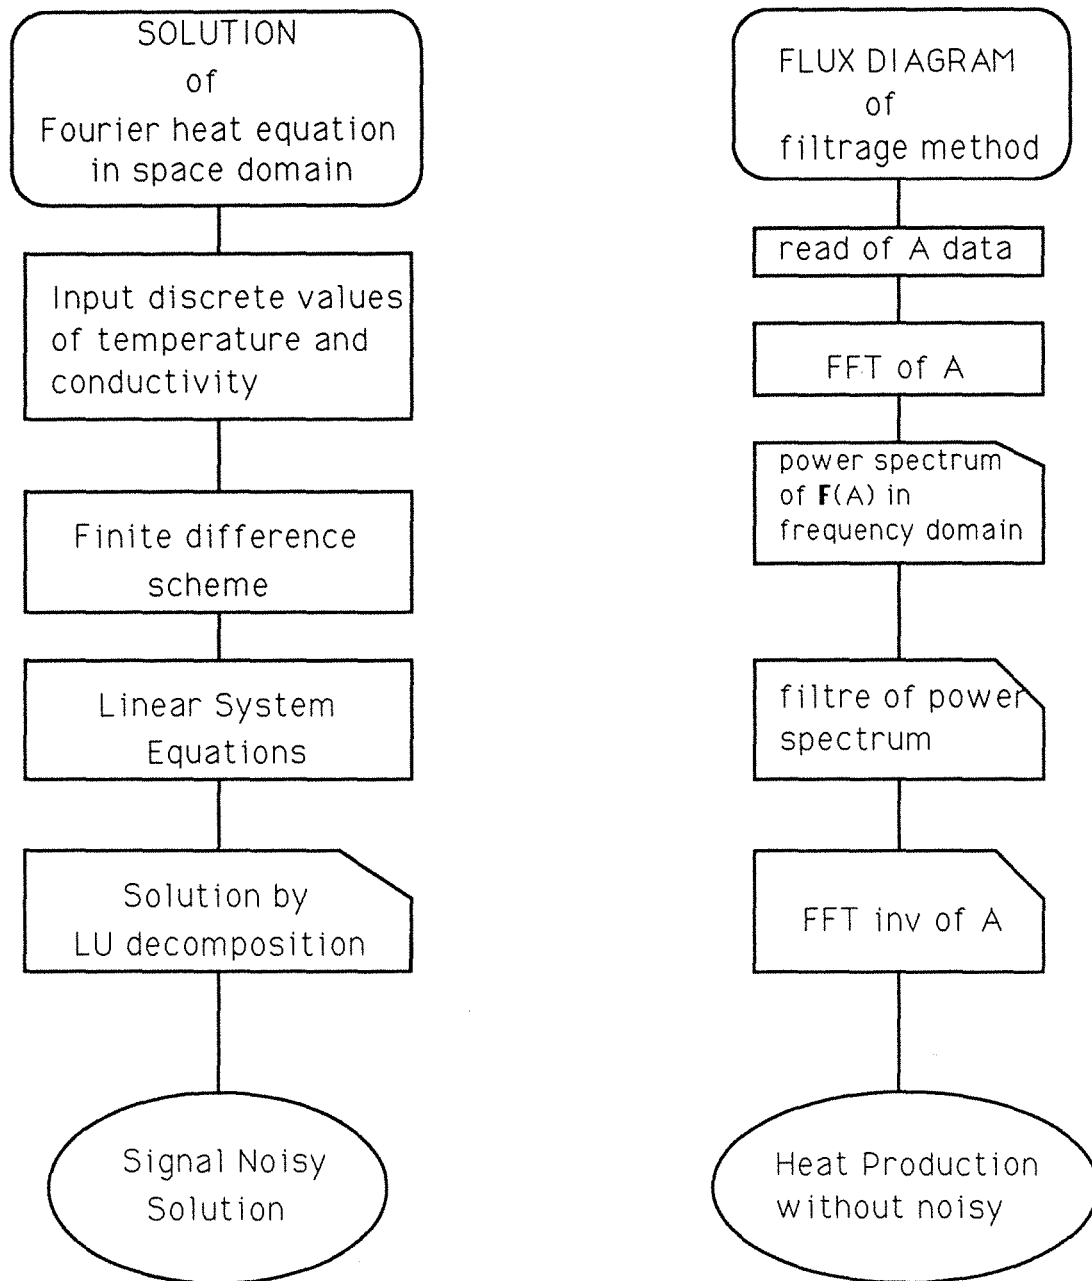 SOLUTION
of
Fourier heat equation
in space domain
Input discrete values
of temperature and
conductivity
Finite difference
scheme
Linear System
Equations
Solution by
LU decomposition
Signal Noisy
Solution
FLUX DIAGRAM
of
filtrage method
read of A data
FFT of A
power spectrum
of F(A) in
frequency domain
filtre of power
spectrum
FFT inv of A
Heat Production
without noisy